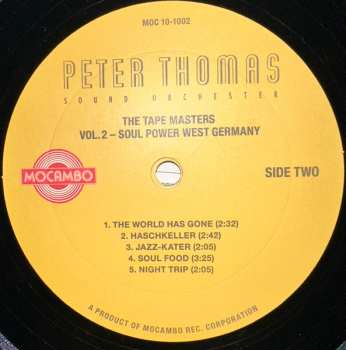 MOC 10-1002
PETER THOMAS
SOUND ORCHESTER
THE TAPE MASTERS
VOL. 2 – SOUL POWER WEST GERMANY
MOCAMBO
SIDE TWO
1. THE WORLD HAS GONE (2:32)
2. HASCHKELLER (2:42)
3. JAZZ-KATER (2:05)
4. SOUL FOOD (3:25)
5. NIGHT TRIP (2:05)
A PRODUCT OF MOCAMBO REC. CORPORATION